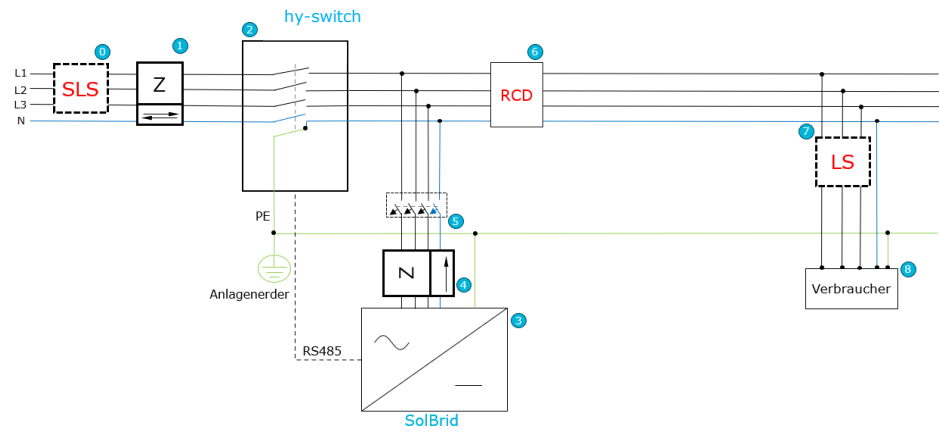 hy-switch
0
1
2
6
L1
L2
L3
N
SLS
Z
RCD
7
LS
PE
5
Anlagenerder
Z
4
8
Verbraucher
3
RS485
SolBrid